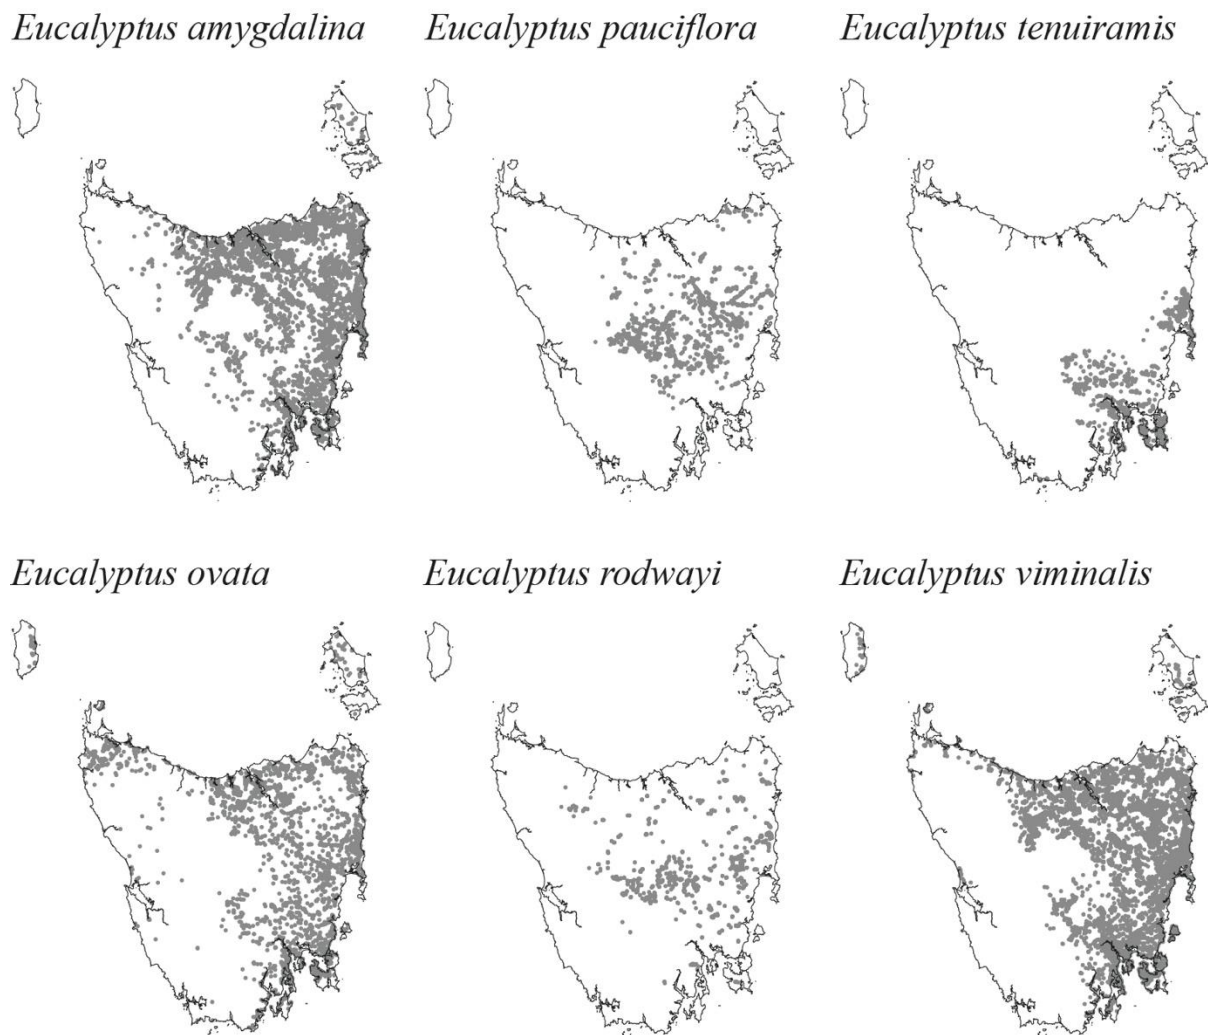 Eucalyptus amygdalina
Eucalyptus pauciflora
Eucalyptus tenuiramis
Eucalyptus ovata
Eucalyptus rodwayi
Eucalyptus viminalis